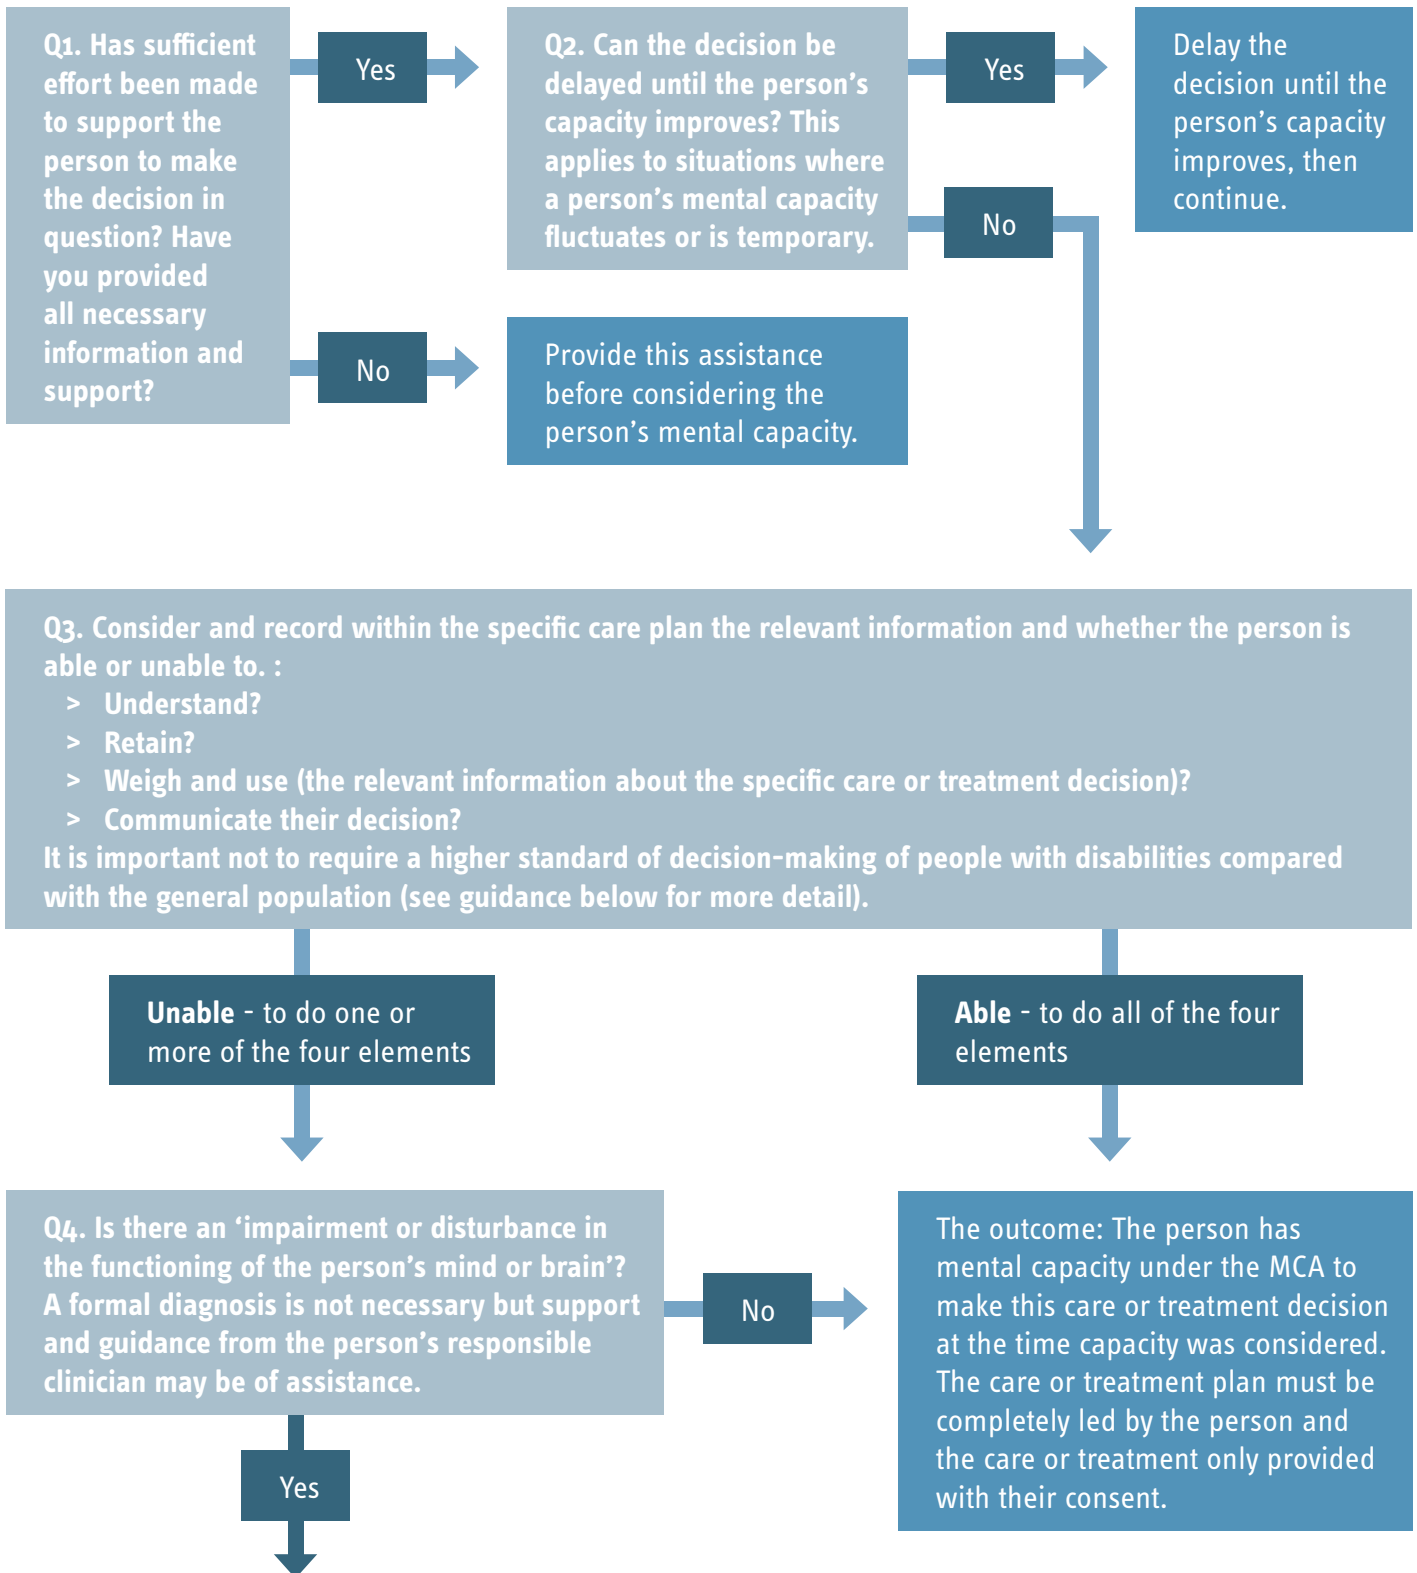 Q1. Has sufficient
effort been made
to support the
person to make
the decision in
question? Have
you provided
all necessary
information and
support?
Yes
No
Q2. Can the decision be
delayed until the person’s
capacity improves? This
applies to situations where
a person’s mental capacity
fluctuates or is temporary.
Yes
No
Delay the
decision until the
person’s capacity
improves, then
continue.
Provide this assistance
before considering the
person’s mental capacity.
Q3. Consider and record within the specific care plan the relevant information and whether the person is
able or unable to. :
> Understand?
> Retain?
> Weigh and use (the relevant information about the specific care or treatment decision)?
> Communicate their decision?
It is important not to require a higher standard of decision-making of people with disabilities compared
with the general population (see guidance below for more detail).
Unable - to do one or
more of the four elements
Able - to do all of the four
elements
Q4. Is there an ‘impairment or disturbance in
the functioning of the person’s mind or brain’?
A formal diagnosis is not necessary but support
and guidance from the person’s responsible
clinician may be of assistance.
No
Yes
The outcome: The person has
mental capacity under the MCA to
make this care or treatment decision
at the time capacity was considered.
The care or treatment plan must be
completely led by the person and
the care or treatment only provided
with their consent.